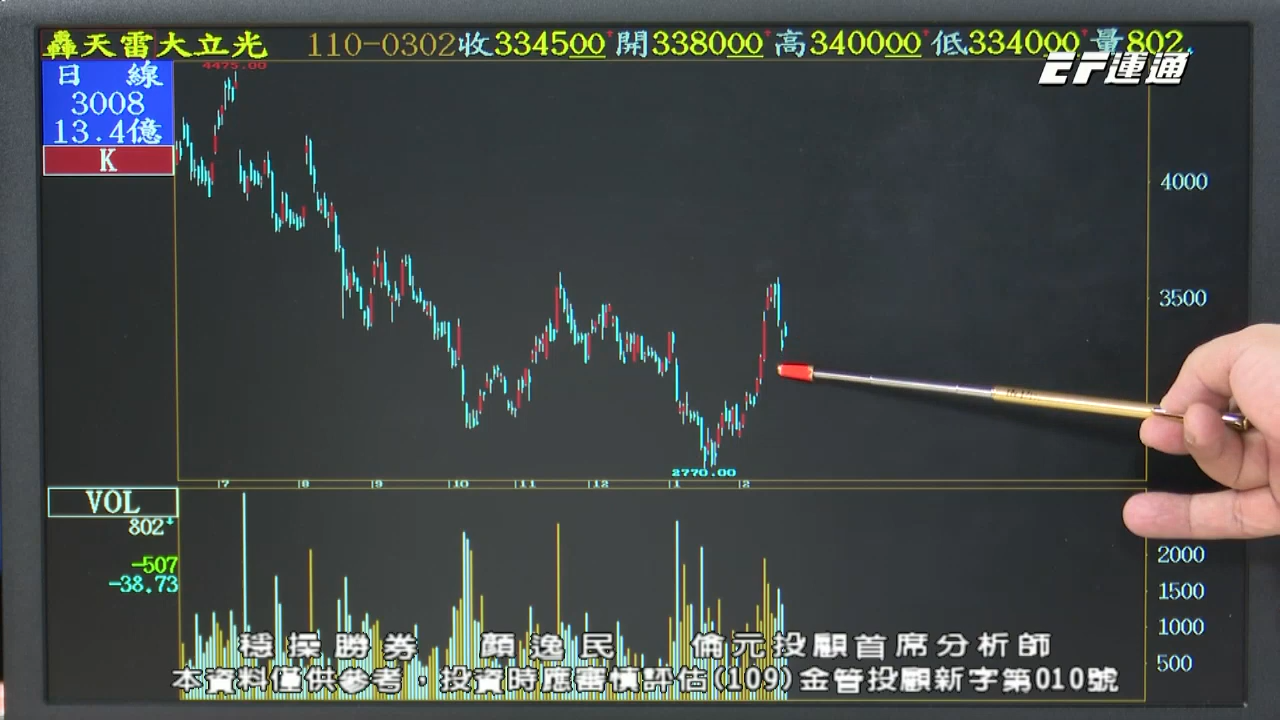 轟天雷大立光 110-0302收334500 開338000 高340000 低334000 量802
EF運通
日 線
3008
13.4億
K
4475.00
4000
3500
2770.00
7 8 9 10 11 12 1 2
VOL
802
-507
-38.73
2000
1500
1000
500
穩操勝券 顏逸民 倫元投顧首席分析師
本資料僅供參考，投資時應審慎評估(109)金管投顧新字第010號